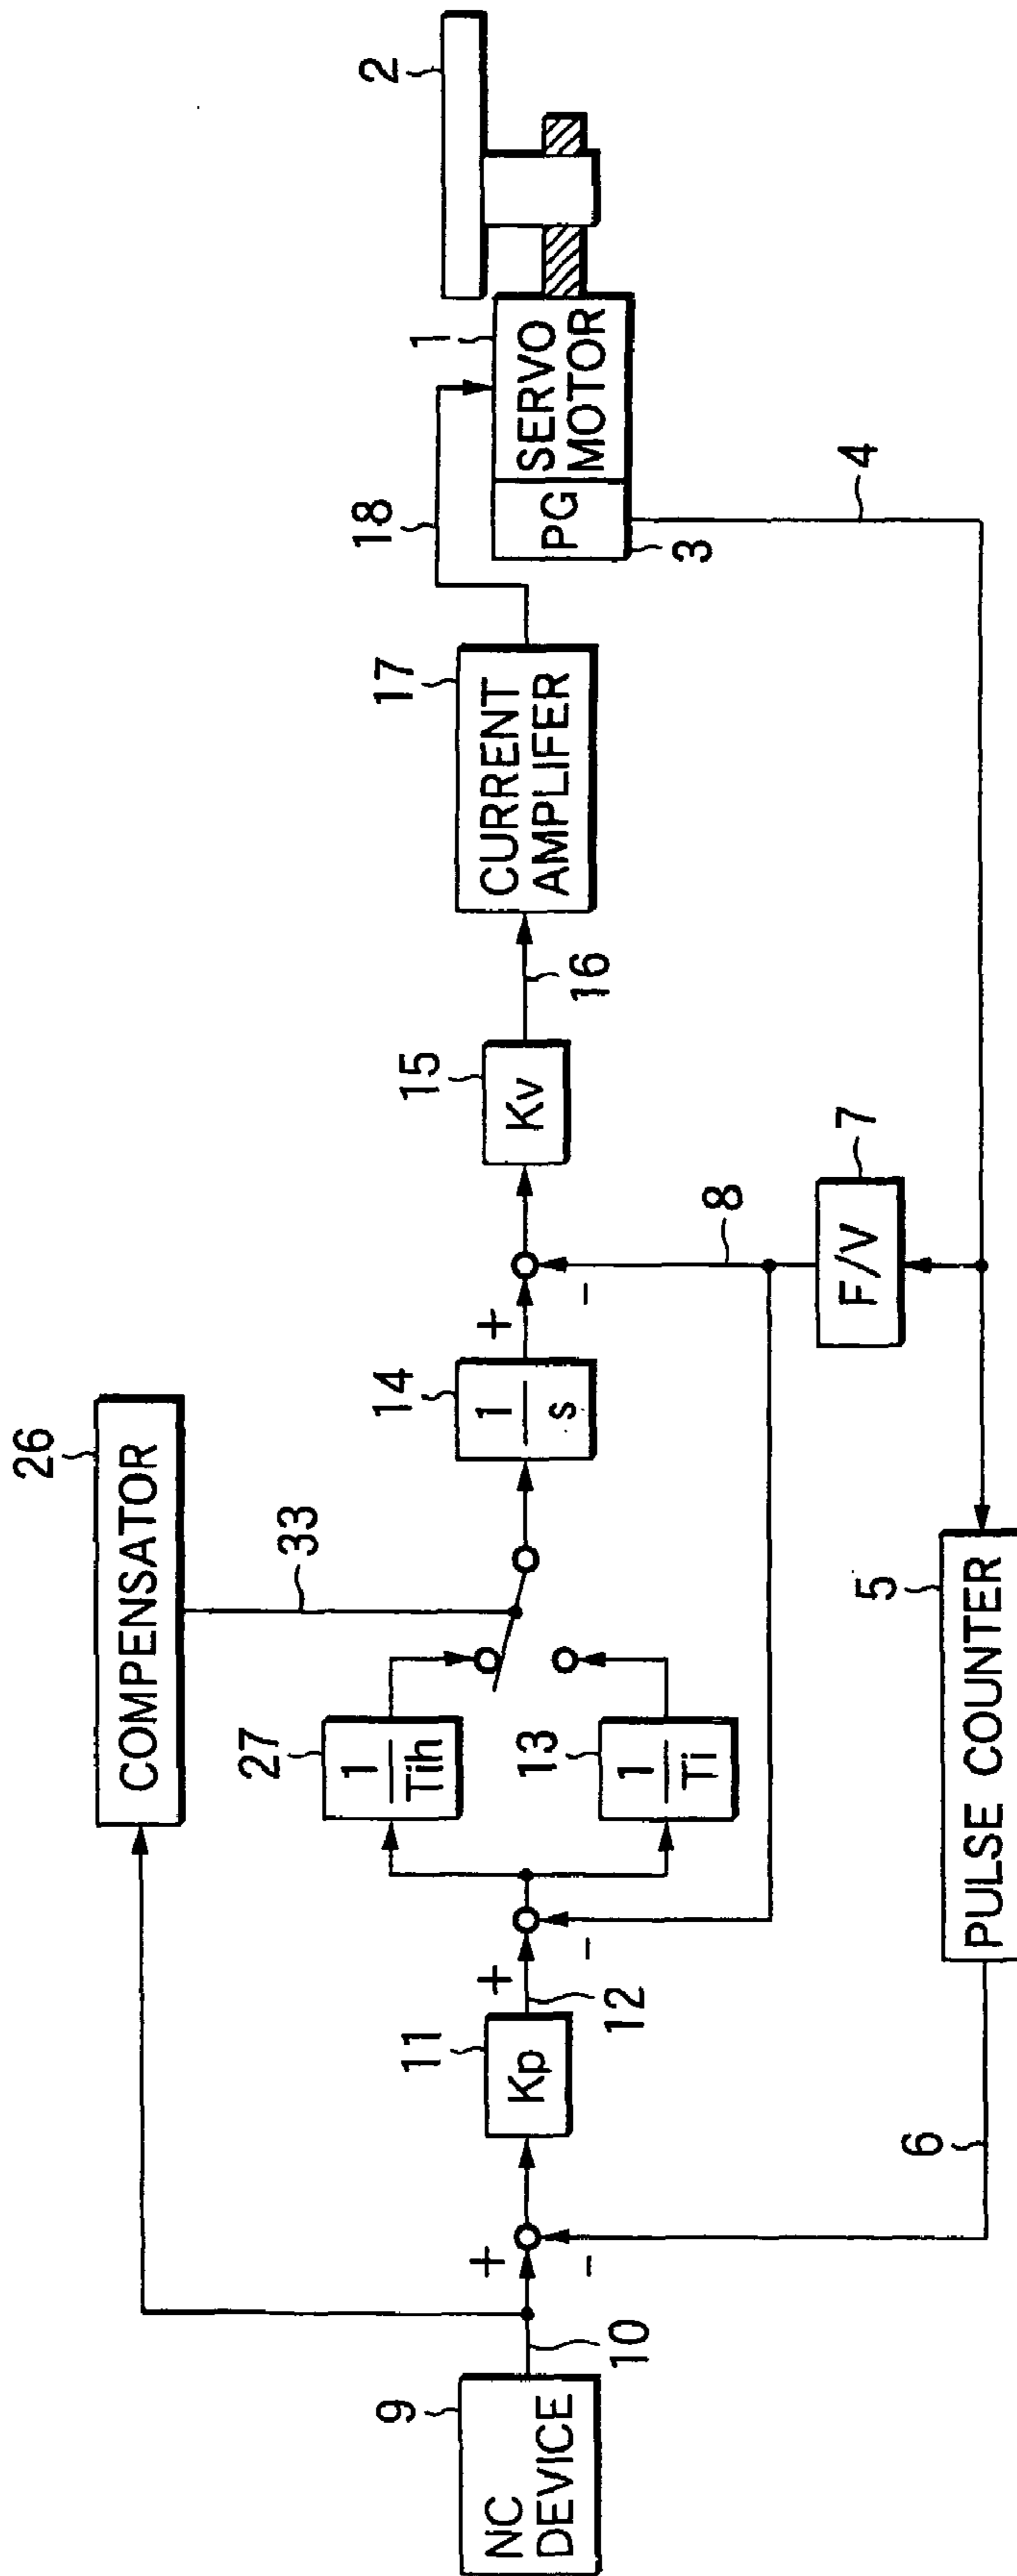 26
COMPENSATOR
33
27
1
Tih
13
1
Ti
9
NC
DEVICE
10
+
-
11
Kp
12
+
-
14
1
s
+
-
15
Kv
16
17
CURRENT
AMPLIFER
18
1
SERVO
MOTOR
PG
3
2
4
8
7
F/V
5
PULSE COUNTER
6